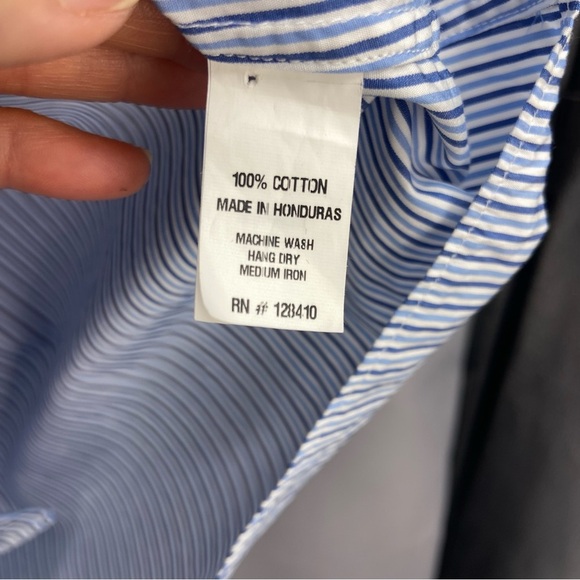 100% COTTON
MADE IN HONDURAS
MACHINE WASH
HANG DRY
MEDIUM IRON
RN # 128410